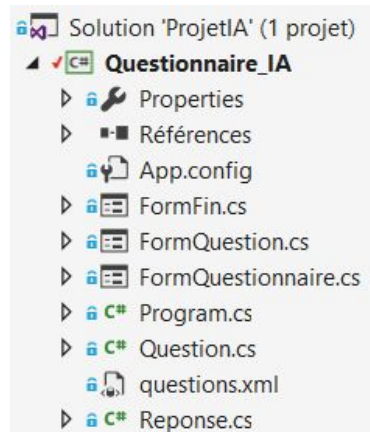 Solution 'ProjetIA' (1 projet)
C# Questionnaire_IA
Properties
Références
App.config
FormFin.cs
FormQuestion.cs
FormQuestionnaire.cs
C# Program.cs
C# Question.cs
questions.xml
C# Reponse.cs